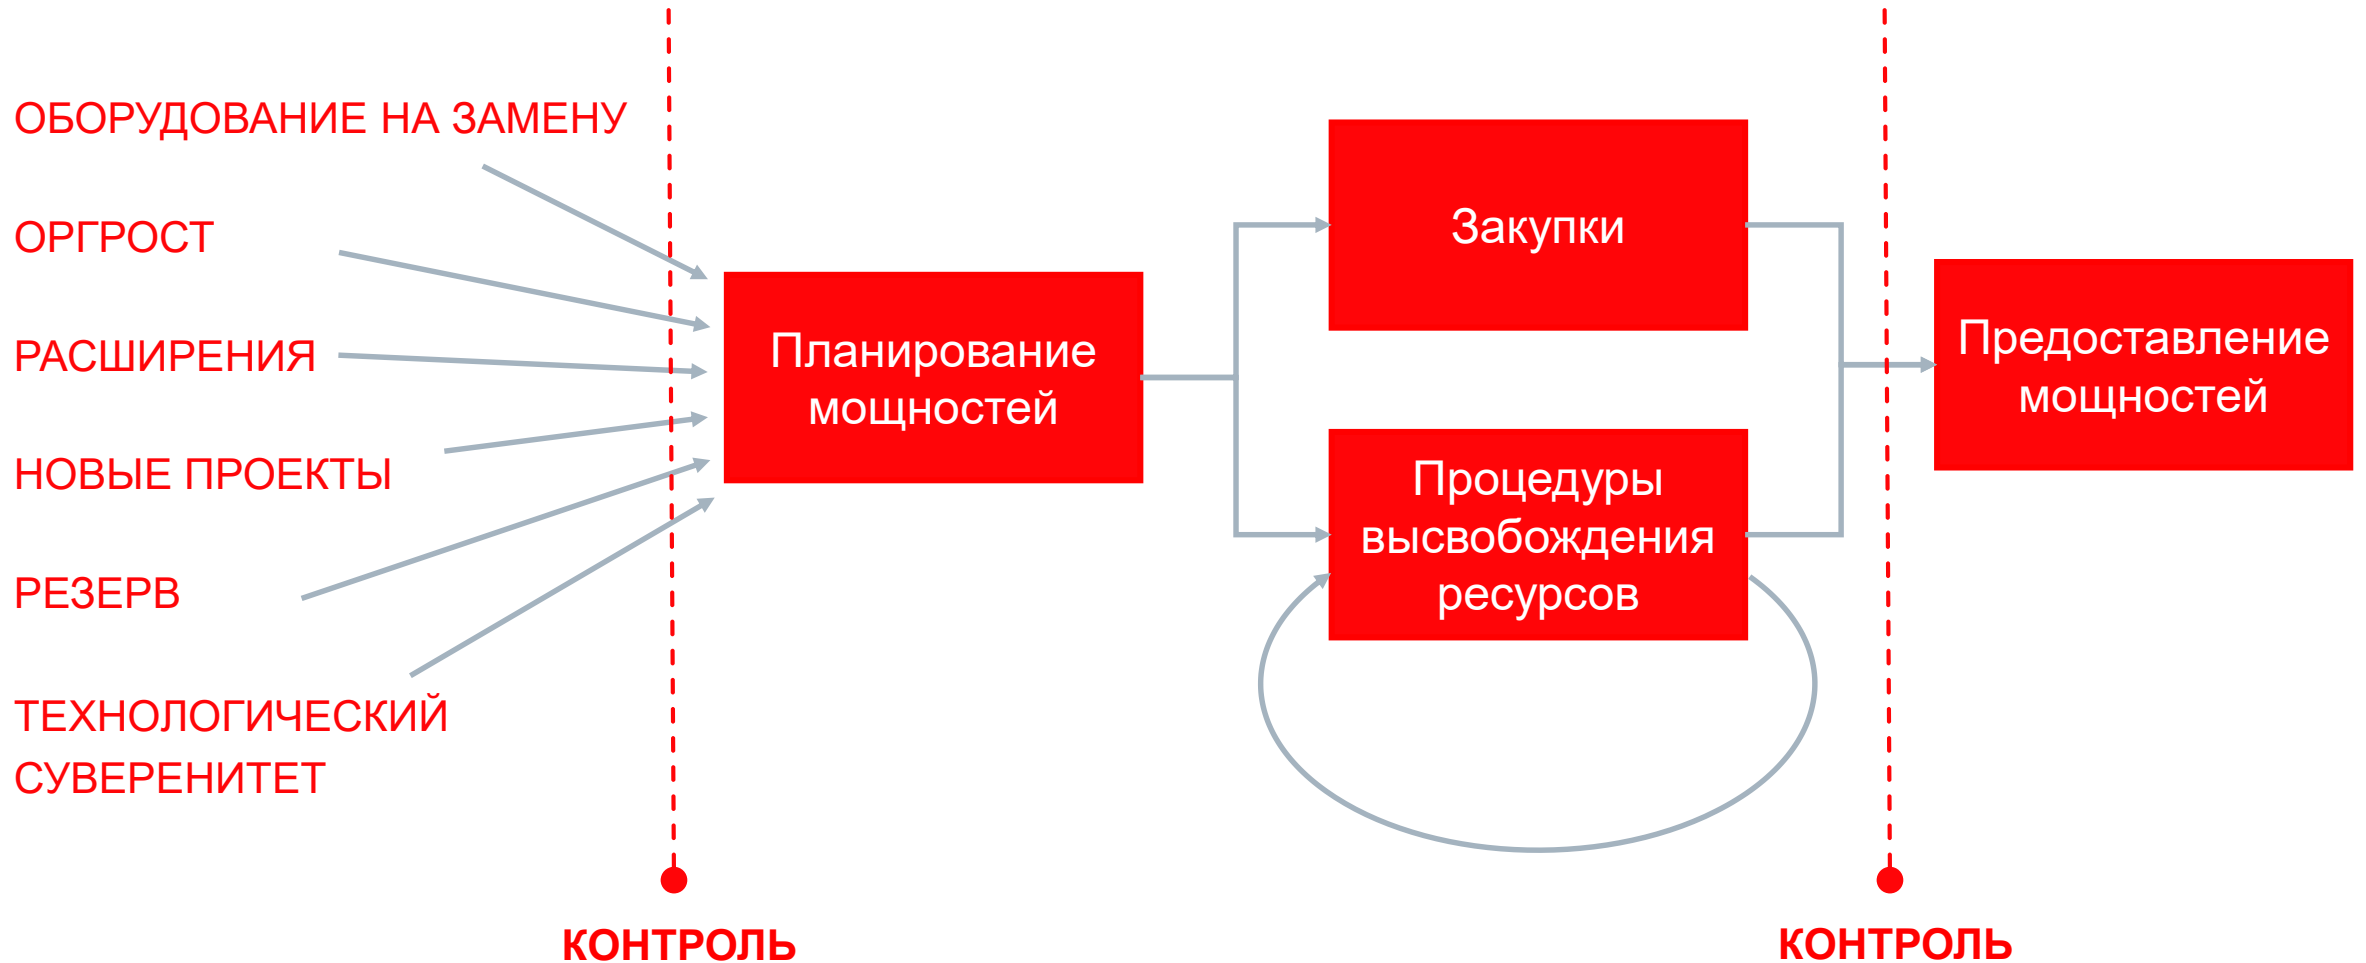 ОБОРУДОВАНИЕ НА ЗАМЕНУ
ОРГРОСТ
РАСШИРЕНИЯ
НОВЫЕ ПРОЕКТЫ
РЕЗЕРВ
ТЕХНОЛОГИЧЕСКИЙ
СУВЕРЕНИТЕТ
КОНТРОЛЬ
Планирование
мощностей
Закупки
Процедуры
высвобождения
ресурсов
КОНТРОЛЬ
Предоставление
мощностей